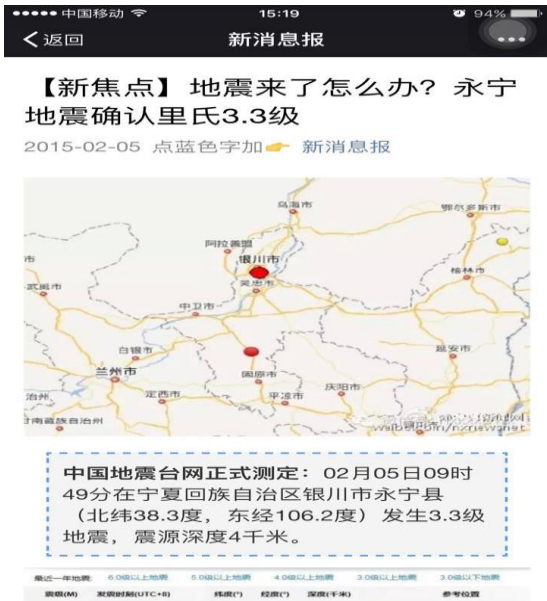 中国移动 15:19 94%
返回 新消息报
【新焦点】地震来了怎么办？永宁
地震确认里氏3.3级
2015-02-05 点蓝色字加👉 新消息报
乌海市
鄂尔多斯市
阿拉善盟
银川市
榆林市
吴忠市
武威市
中卫市
白银市
延安市
兰州市
固原市
庆阳市
定西市
平凉市
甘南藏族自治州
weibo.com/nxnewsnet
中国地震台网正式测定：02月05日09时
49分在宁夏回族自治区银川市永宁县
（北纬38.3度，东经106.2度）发生3.3级
地震，震源深度4千米。
最近一年地震: 6.0级以上地震 5.0级以上地震 4.0级以上地震 3.0级以上地震 3.0级以下地震
震级(M) 发震时刻(UTC+8) 纬度(°) 经度(°) 深度(千米) 参考位置